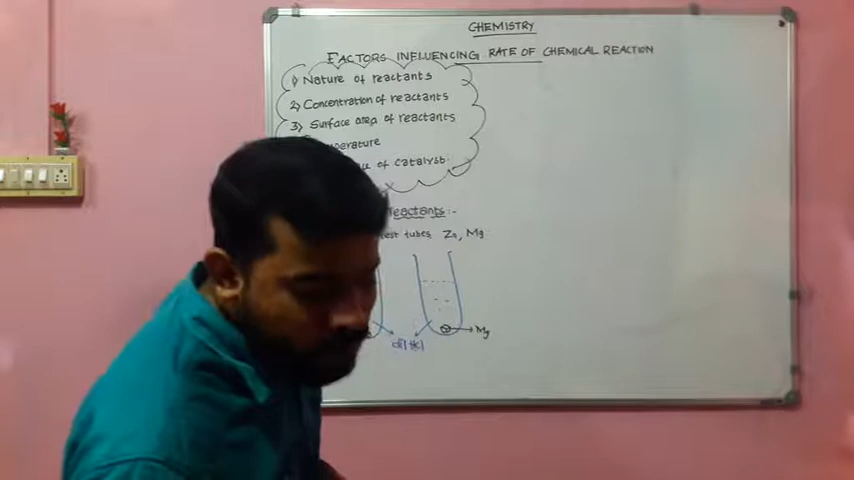 CHEMISTRY
FACTORS INFLUENCING RATE OF CHEMICAL REACTION
1) Nature of reactants
2) Concentration of reactants
3) Surface area of reactants
perature
of catalyst
reactants :-
test tubes, Zn, Mg
Mg
dil HCl